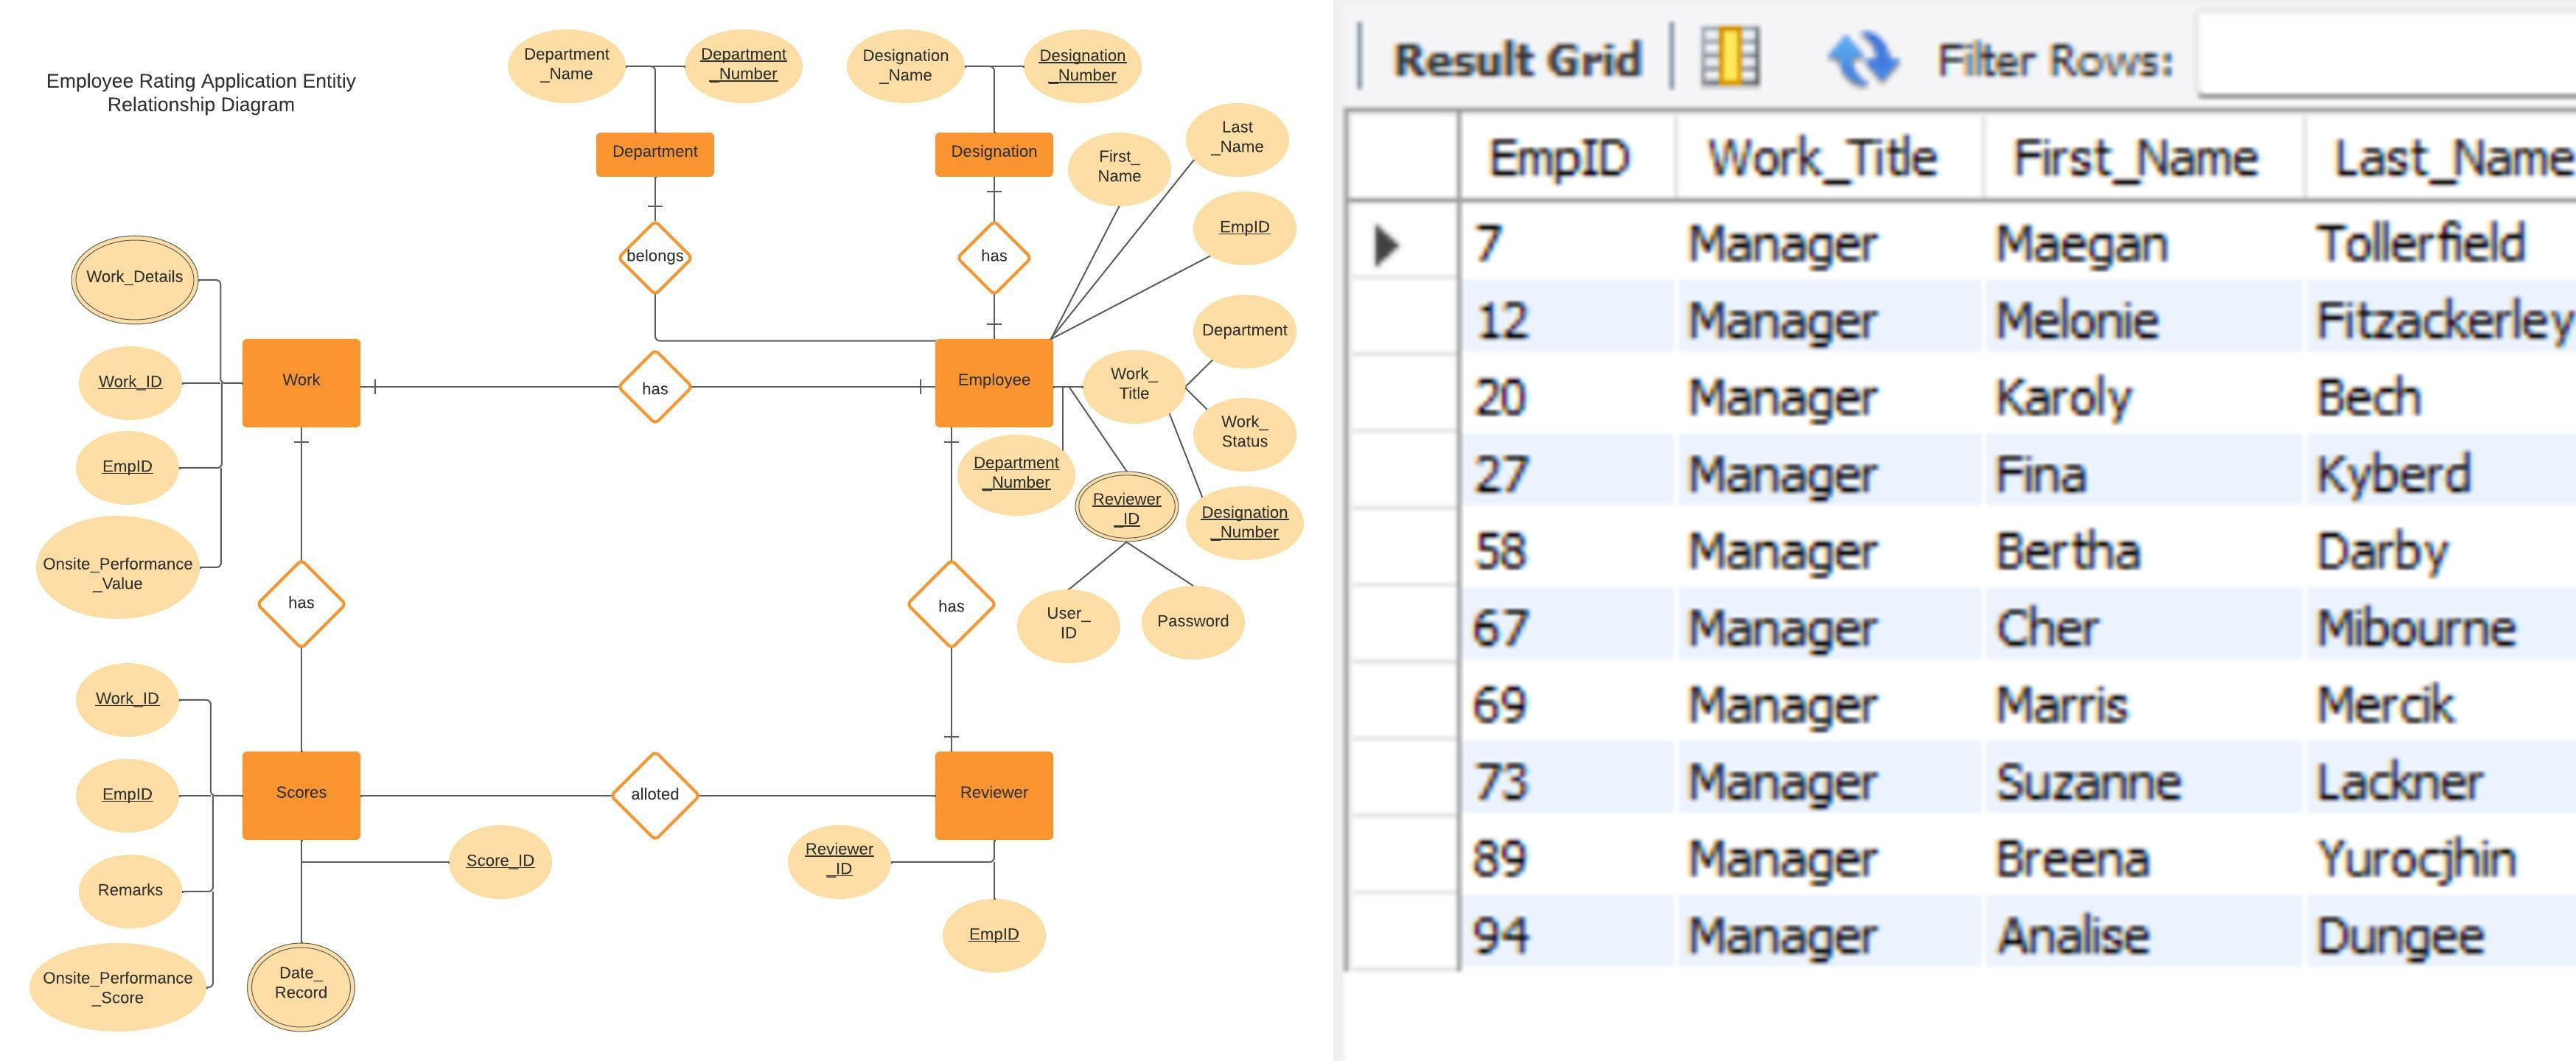 Employee Rating Application Entitiy
Relationship Diagram
Department
_Name
Department
_Number
Designation
_Name
Designation
_Number
Department
Designation
First_
Name
Last
_Name
EmpID
belongs
has
Work_Details
Work_ID
EmpID
Onsite_Performance
_Value
Work
has
Employee
Work_
Title
Department
Work_
Status
Designation
_Number
Department
_Number
Reviewer
_ID
User_
ID
Password
has
has
Work_ID
EmpID
Remarks
Onsite_Performance
_Score
Scores
alloted
Reviewer
Score_ID
Date_
Record
Reviewer
_ID
EmpID
Result Grid Filter Rows:
EmpID Work_Title First_Name Last_Name
7 Manager Maegan Tollerfield
12 Manager Melonie Fitzackerley
20 Manager Karoly Bech
27 Manager Fina Kyberd
58 Manager Bertha Darby
67 Manager Cher Mibourne
69 Manager Marris Mercik
73 Manager Suzanne Lackner
89 Manager Breena Yurocjhin
94 Manager Analise Dungee